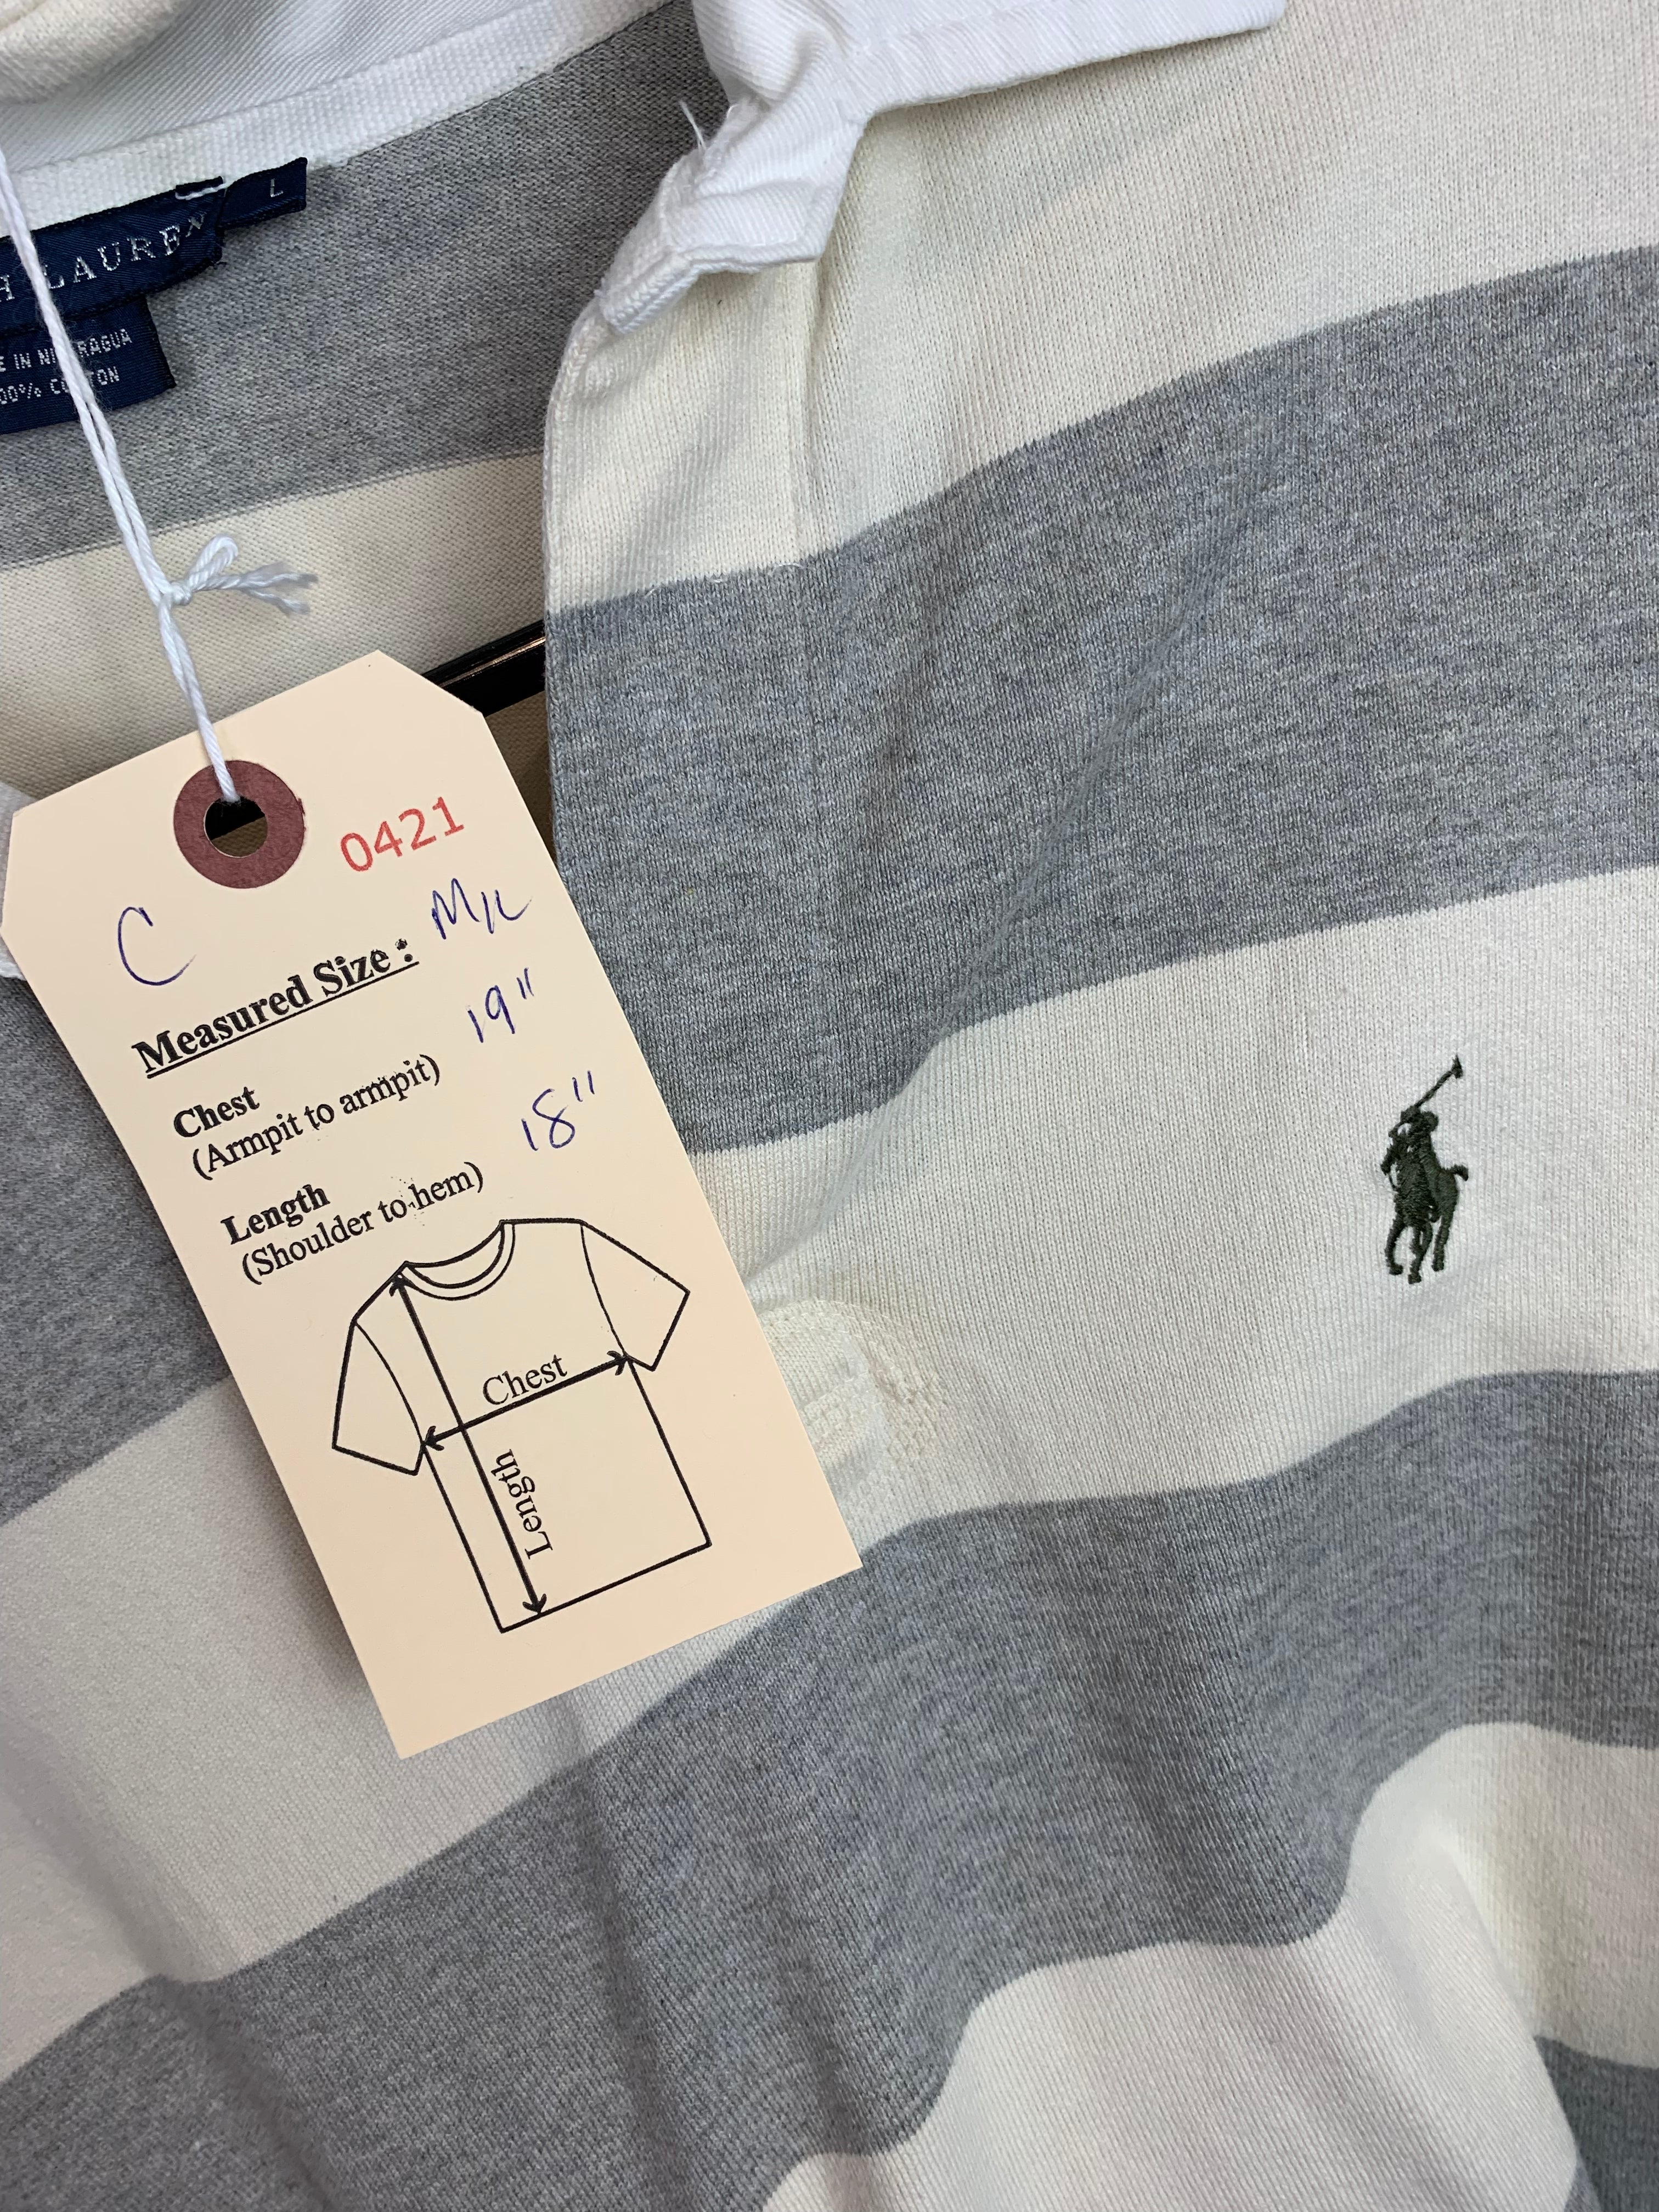 L
H LAUREN
E IN NICARAGUA
00% COTTON
0421
C
M/L
Measured Size :
19"
Chest
(Armpit to armpit)
18"
Length
(Shoulder to hem)
Chest
Length